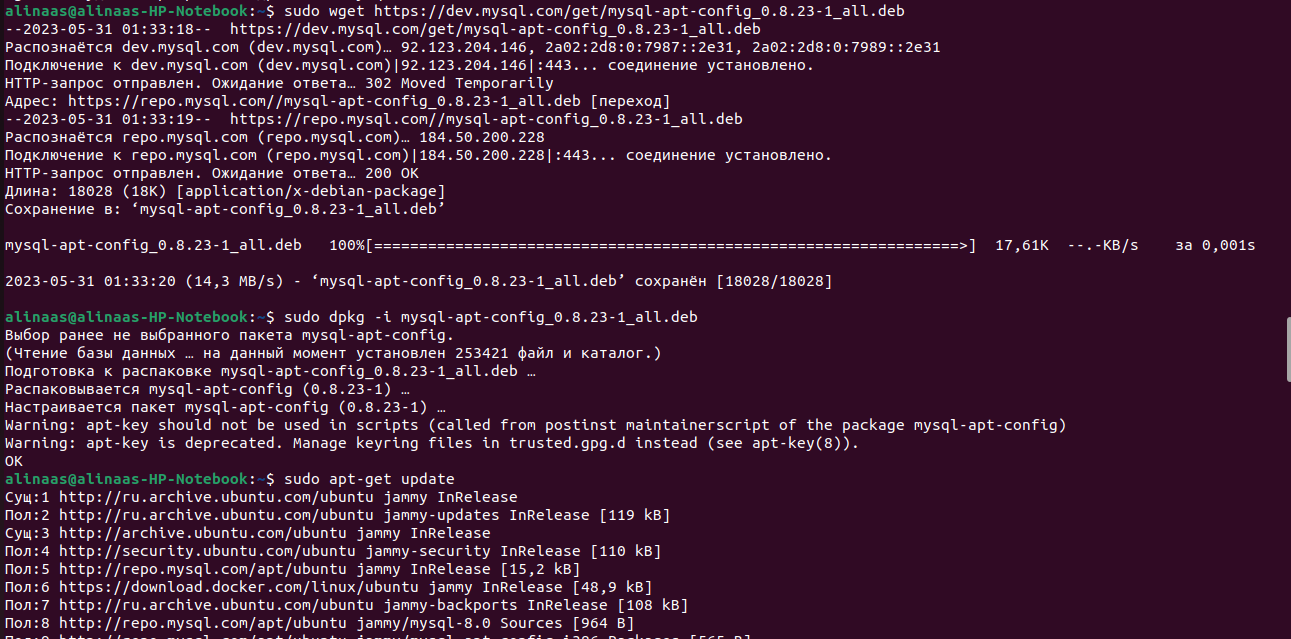 alinaas@alinaas-HP-Notebook:~$ sudo wget https://dev.mysql.com/get/mysql-apt-config_0.8.23-1_all.deb
--2023-05-31 01:33:18--  https://dev.mysql.com/get/mysql-apt-config_0.8.23-1_all.deb
Распознаётся dev.mysql.com (dev.mysql.com)… 92.123.204.146, 2a02:2d8:0:7987::2e31, 2a02:2d8:0:7989::2e31
Подключение к dev.mysql.com (dev.mysql.com)|92.123.204.146|:443... соединение установлено.
HTTP-запрос отправлен. Ожидание ответа… 302 Moved Temporarily
Адрес: https://repo.mysql.com//mysql-apt-config_0.8.23-1_all.deb [переход]
--2023-05-31 01:33:19--  https://repo.mysql.com//mysql-apt-config_0.8.23-1_all.deb
Распознаётся repo.mysql.com (repo.mysql.com)… 184.50.200.228
Подключение к repo.mysql.com (repo.mysql.com)|184.50.200.228|:443... соединение установлено.
HTTP-запрос отправлен. Ожидание ответа… 200 OK
Длина: 18028 (18K) [application/x-debian-package]
Сохранение в: ‘mysql-apt-config_0.8.23-1_all.deb’
mysql-apt-config_0.8.23-1_all.deb   100%[=================================================================>]  17,61K  --.-KB/s    за 0,001s
2023-05-31 01:33:20 (14,3 MB/s) - ‘mysql-apt-config_0.8.23-1_all.deb’ сохранён [18028/18028]
alinaas@alinaas-HP-Notebook:~$ sudo dpkg -i mysql-apt-config_0.8.23-1_all.deb
Выбор ранее не выбранного пакета mysql-apt-config.
(Чтение базы данных … на данный момент установлен 253421 файл и каталог.)
Подготовка к распаковке mysql-apt-config_0.8.23-1_all.deb …
Распаковывается mysql-apt-config (0.8.23-1) …
Настраивается пакет mysql-apt-config (0.8.23-1) …
Warning: apt-key should not be used in scripts (called from postinst maintainerscript of the package mysql-apt-config)
Warning: apt-key is deprecated. Manage keyring files in trusted.gpg.d instead (see apt-key(8)).
OK
alinaas@alinaas-HP-Notebook:~$ sudo apt-get update
Сущ:1 http://ru.archive.ubuntu.com/ubuntu jammy InRelease
Пол:2 http://ru.archive.ubuntu.com/ubuntu jammy-updates InRelease [119 kB]
Сущ:3 http://archive.ubuntu.com/ubuntu jammy InRelease
Пол:4 http://security.ubuntu.com/ubuntu jammy-security InRelease [110 kB]
Пол:5 http://repo.mysql.com/apt/ubuntu jammy InRelease [15,2 kB]
Пол:6 https://download.docker.com/linux/ubuntu jammy InRelease [48,9 kB]
Пол:7 http://ru.archive.ubuntu.com/ubuntu jammy-backports InRelease [108 kB]
Пол:8 http://repo.mysql.com/apt/ubuntu jammy/mysql-8.0 Sources [964 B]